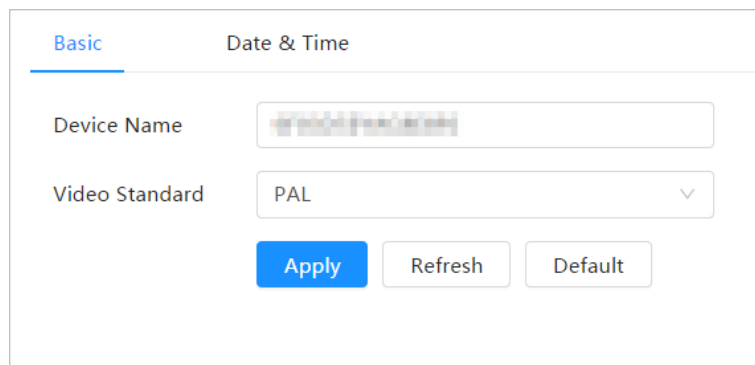 Basic Date & Time
Device Name
Video Standard PAL
Apply Refresh Default